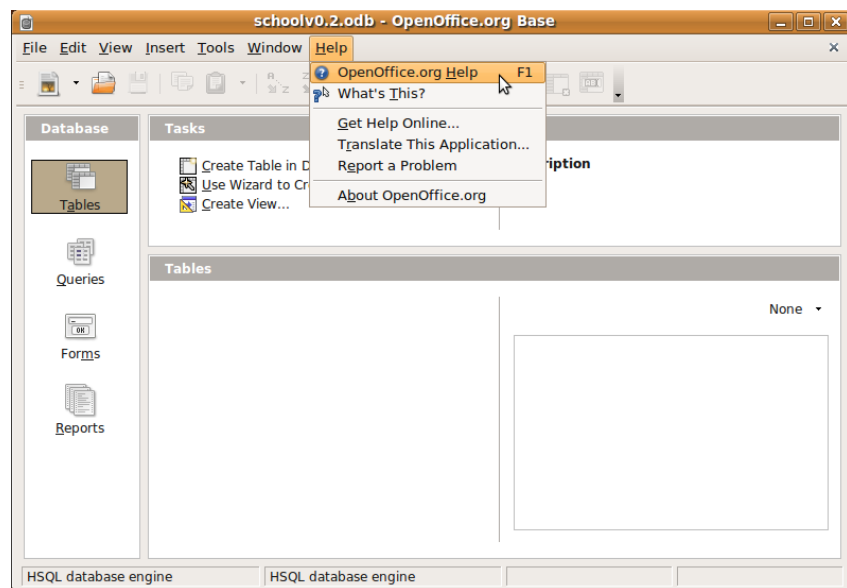 schoolv0.2.odb - OpenOffice.org Base
File Edit View Insert Tools Window Help
OpenOffice.org Help F1
What's This?
Get Help Online...
Translate This Application...
Report a Problem
About OpenOffice.org
Database
Tasks
Create Table in D
Use Wizard to Cr
Create View...
iption
Tables
Queries
Forms
Reports
Tables
None
HSQL database engine HSQL database engine